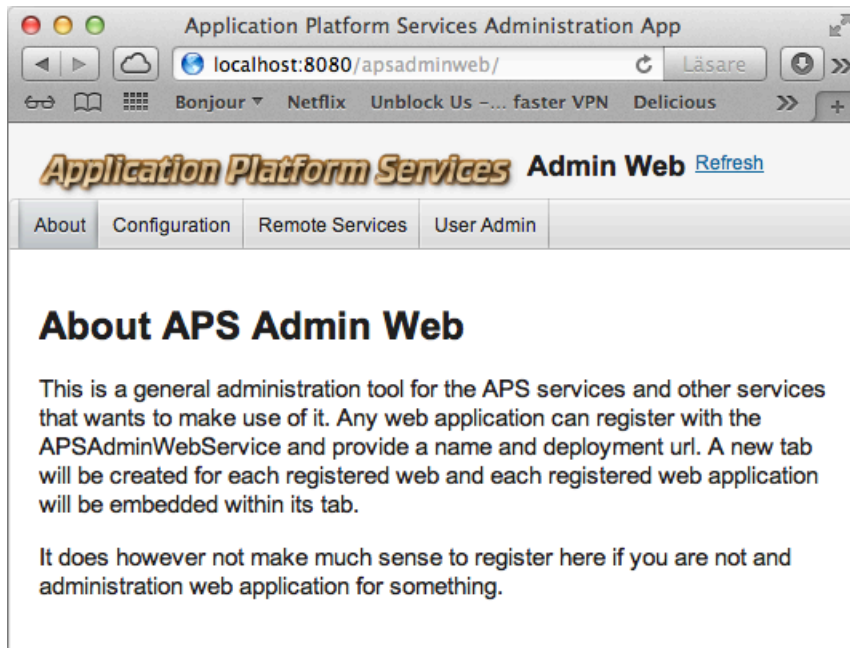 Application Platform Services Administration App
localhost:8080/apsadminweb/ Läsare
Bonjour Netflix Unblock Us –... faster VPN Delicious
Application Platform Services Admin Web Refresh
About Configuration Remote Services User Admin
About APS Admin Web
This is a general administration tool for the APS services and other services
that wants to make use of it. Any web application can register with the
APSAdminWebService and provide a name and deployment url. A new tab
will be created for each registered web and each registered web application
will be embedded within its tab.
It does however not make much sense to register here if you are not and
administration web application for something.